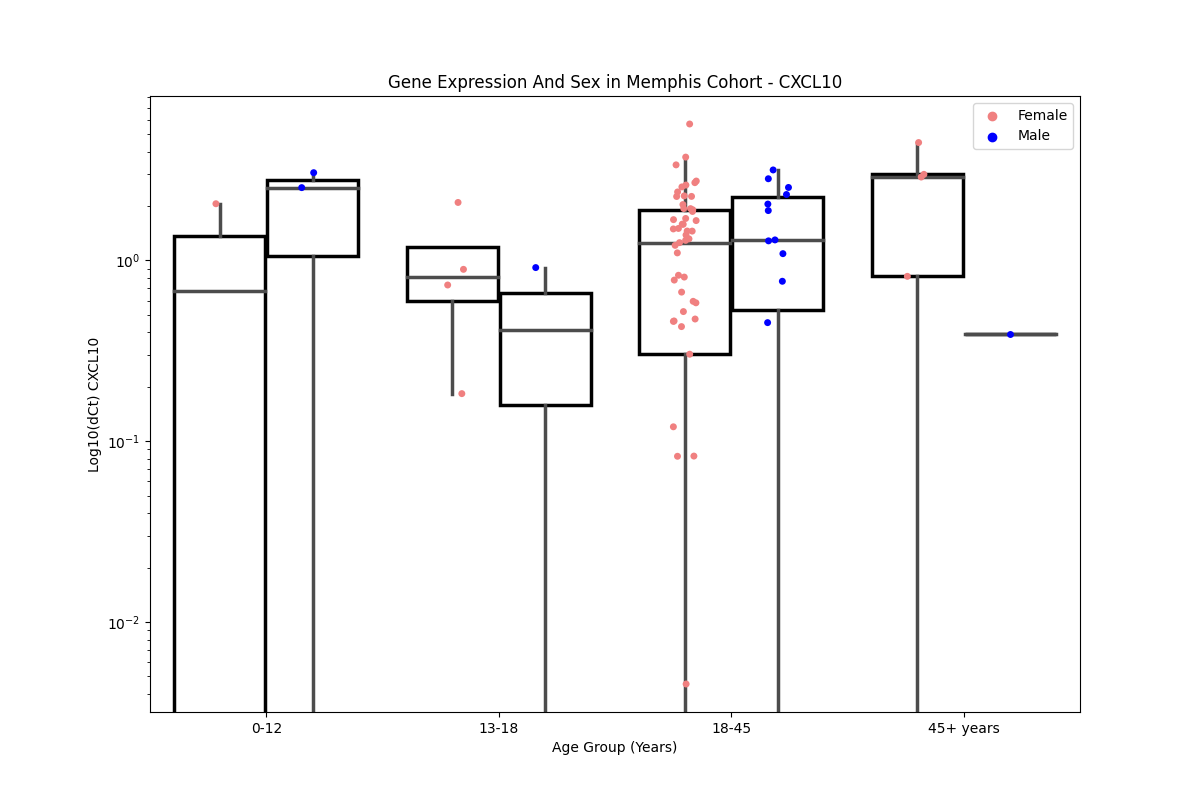 Gene Expression And Sex in Memphis Cohort - CXCL10
Female
Male
Log10(dCt) CXCL10
10⁰
10⁻¹
10⁻²
0-12
13-18
18-45
45+ years
Age Group (Years)